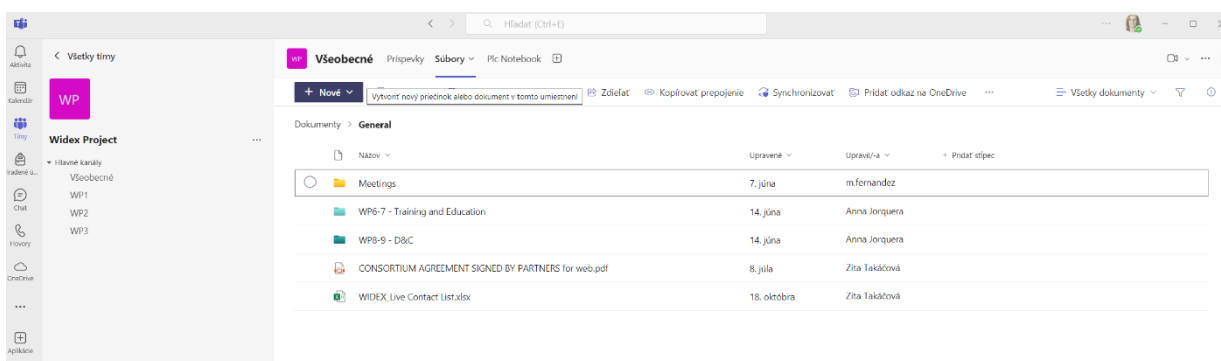 Hľadať (Ctrl+E)
Aktivita
Kalendár
Tímy
Chat
Hovory
OneDrive
Aplikácie
Všetky tímy
WP
Widex Project
Hlavné kanály
Všeobecné
WP1
WP2
WP3
WP Všeobecné Príspevky Súbory Plc Notebook
+ Nové Zdieľať Kopírovať prepojenie Synchronizovať Pridať odkaz na OneDrive ... Všetky dokumenty
Vytvoriť nový priečinok alebo dokument v tomto umiestnení
Dokumenty > General
Názov Upravené Upravil/-a + Pridať stĺpec
Meetings 7. júna m.fernandez
WP6-7 - Training and Education 14. júna Anna Jorquera
WP8-9 - D&C 14. júna Anna Jorquera
CONSORTIUM AGREEMENT SIGNED BY PARTNERS for web.pdf 8. júla Zita Takáčová
WIDEX_Live Contact List.xlsx 18. októbra Zita Takáčová